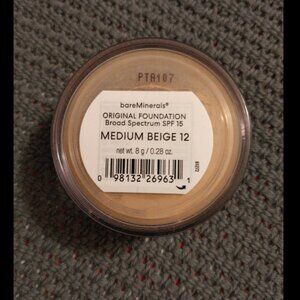 PTA107
bareMinerals®
ORIGINAL FOUNDATION
Broad Spectrum SPF 15
MEDIUM BEIGE 12
net wt. 8 g / 0.28 oz.
0 98132 26963 1